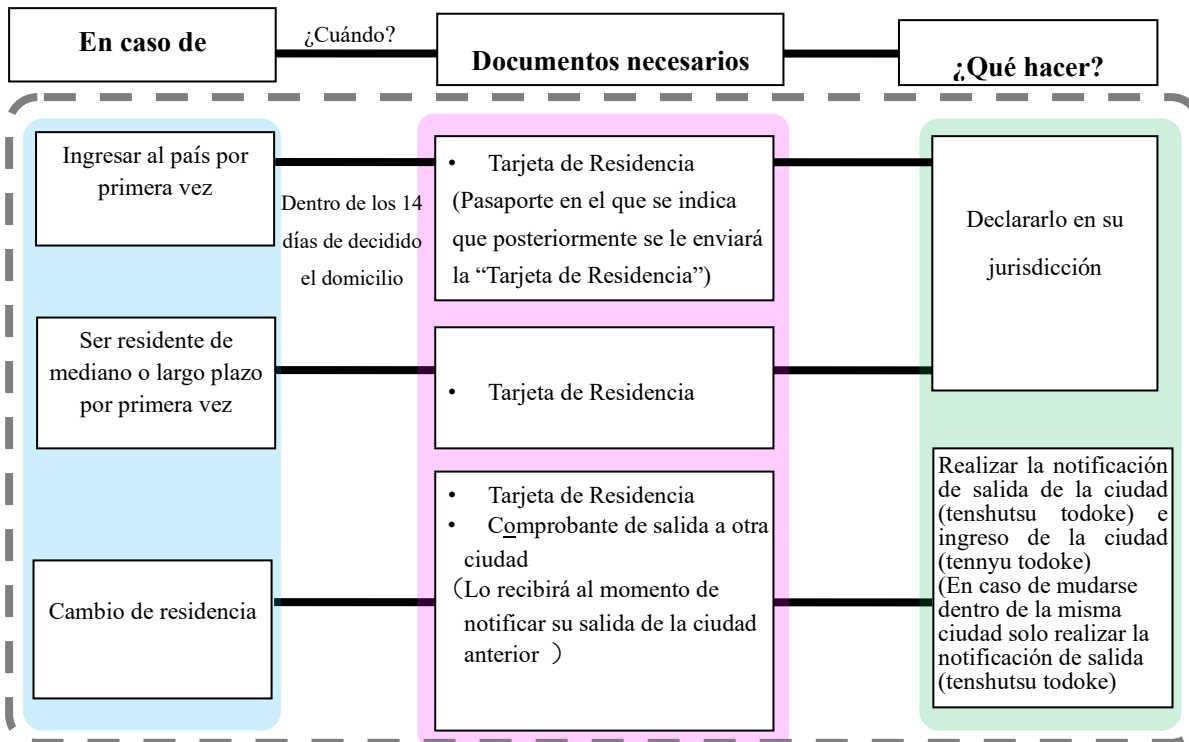 En caso de
¿Cuándo?
Documentos necesarios
¿Qué hacer?
Ingresar al país por
primera vez
Dentro de los 14
días de decidido
el domicilio
• Tarjeta de Residencia
(Pasaporte en el que se indica
que posteriormente se le enviará
la “Tarjeta de Residencia”)
Declararlo en su
jurisdicción
Ser residente de
mediano o largo plazo
por primera vez
• Tarjeta de Residencia
Cambio de residencia
• Tarjeta de Residencia
• Comprobante de salida a otra
ciudad
（Lo recibirá al momento de
notificar su salida de la ciudad
anterior ）
Realizar la notificación
de salida de la ciudad
(tenshutsu todoke) e
ingreso de la ciudad
(tennyu todoke)
(En caso de mudarse
dentro de la misma
ciudad solo realizar la
notificación de salida
(tenshutsu todoke)